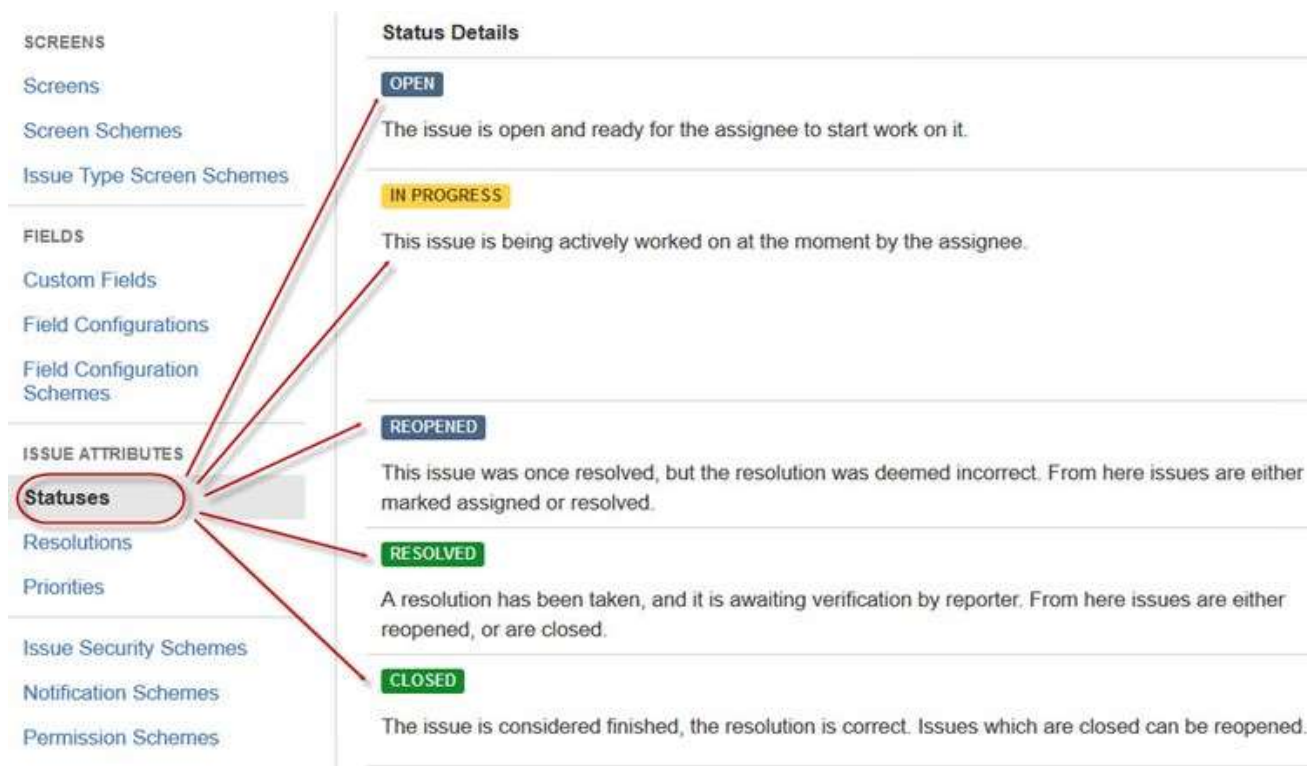 SCREENS
Screens
Screen Schemes
Issue Type Screen Schemes
FIELDS
Custom Fields
Field Configurations
Field Configuration
Schemes
ISSUE ATTRIBUTES
Statuses
Resolutions
Priorities
Issue Security Schemes
Notification Schemes
Permission Schemes
Status Details
OPEN
The issue is open and ready for the assignee to start work on it.
IN PROGRESS
This issue is being actively worked on at the moment by the assignee.
REOPENED
This issue was once resolved, but the resolution was deemed incorrect. From here issues are either
marked assigned or resolved.
RESOLVED
A resolution has been taken, and it is awaiting verification by reporter. From here issues are either
reopened, or are closed.
CLOSED
The issue is considered finished, the resolution is correct. Issues which are closed can be reopened.